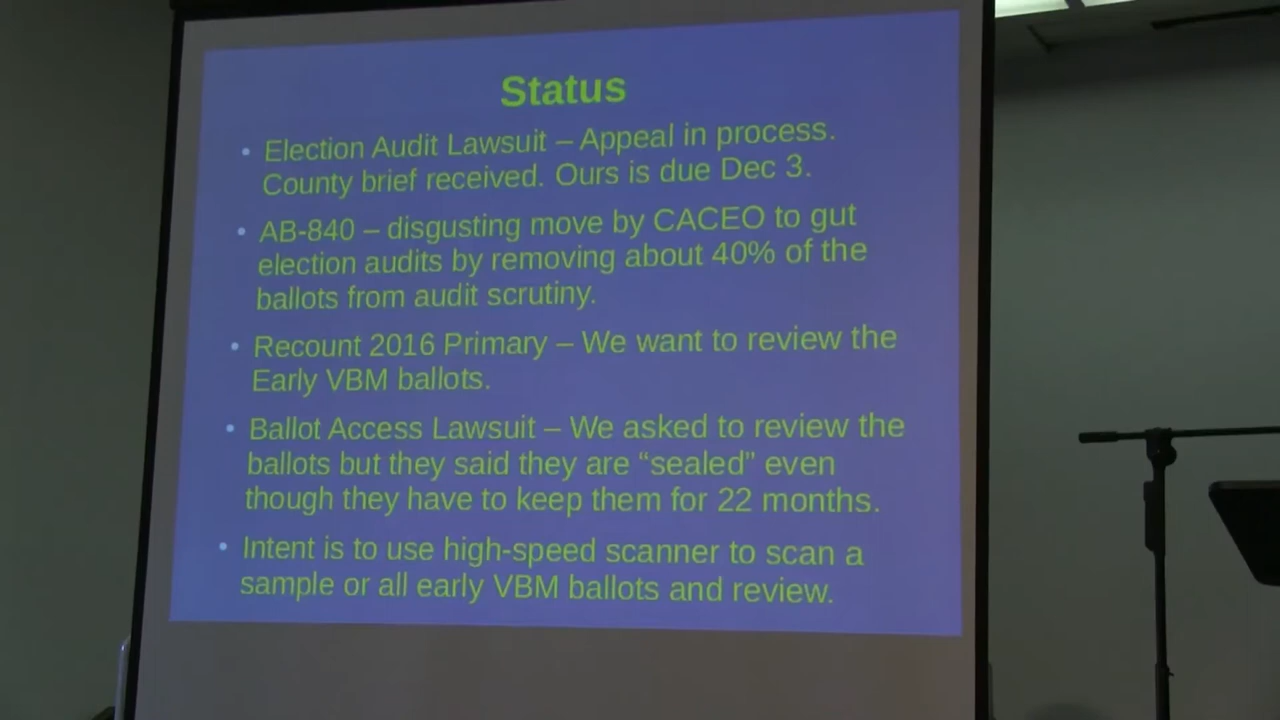 Status
• Election Audit Lawsuit – Appeal in process.
County brief received. Ours is due Dec 3.
• AB-840 – disgusting move by CACEO to gut
election audits by removing about 40% of the
ballots from audit scrutiny.
• Recount 2016 Primary – We want to review the
Early VBM ballots.
• Ballot Access Lawsuit – We asked to review the
ballots but they said they are “sealed” even
though they have to keep them for 22 months.
• Intent is to use high-speed scanner to scan a
sample or all early VBM ballots and review.